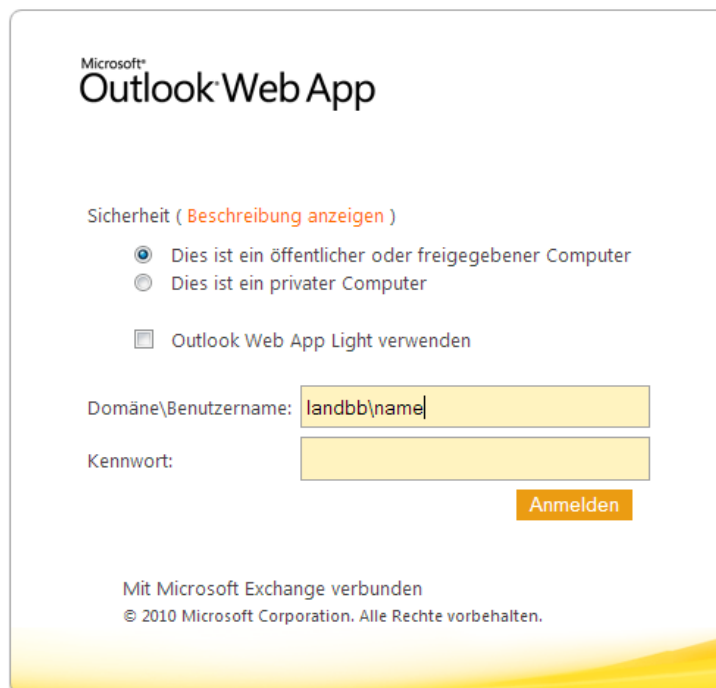 Microsoft®
Outlook® Web App
Sicherheit ( Beschreibung anzeigen )
Dies ist ein öffentlicher oder freigegebener Computer
Dies ist ein privater Computer
Outlook Web App Light verwenden
Domäne\Benutzername: landbb\name
Kennwort:
Anmelden
Mit Microsoft Exchange verbunden
© 2010 Microsoft Corporation. Alle Rechte vorbehalten.